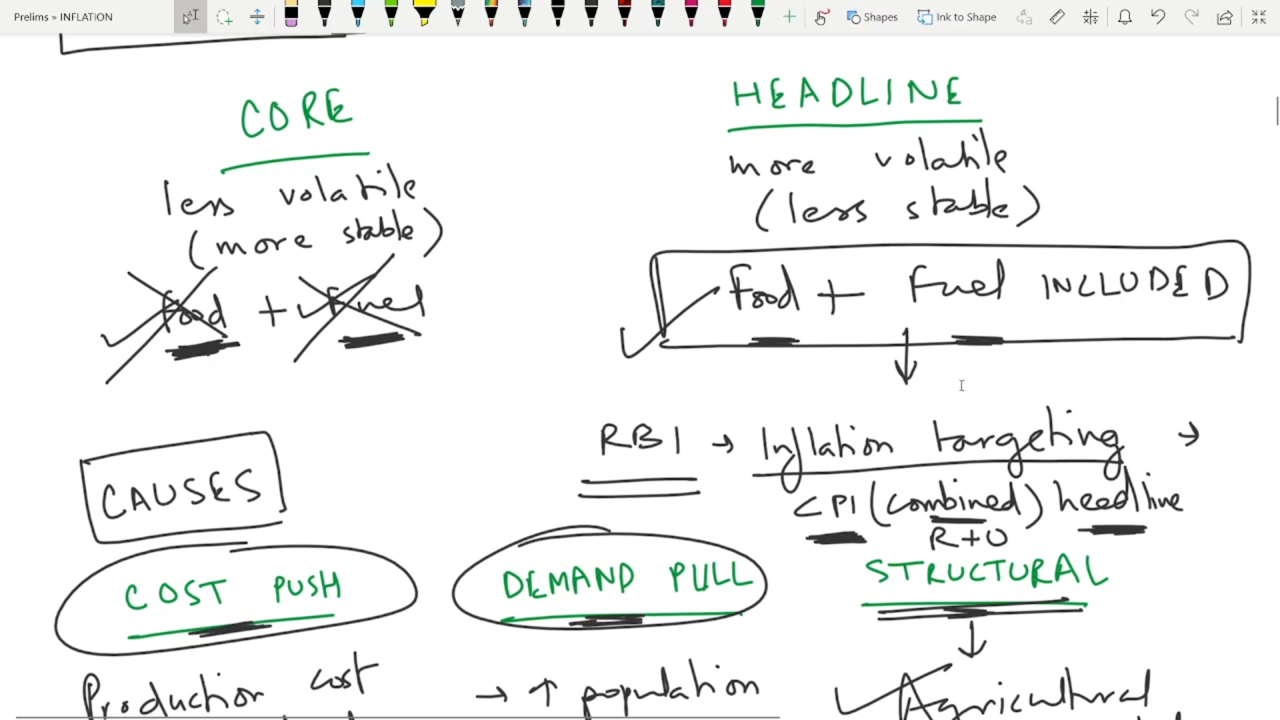 Prelims » INFLATION
Shapes
Ink to Shape
CORE
less volatile
(more stable)
food + fuel
HEADLINE
more volatile
(less stable)
Food + Fuel INCLUDED
RBI → Inflation targeting →
CPI (combined) headline
R+U
CAUSES
COST PUSH
Production cost
DEMAND PULL
→ ↑ population
STRUCTURAL
Agricultural